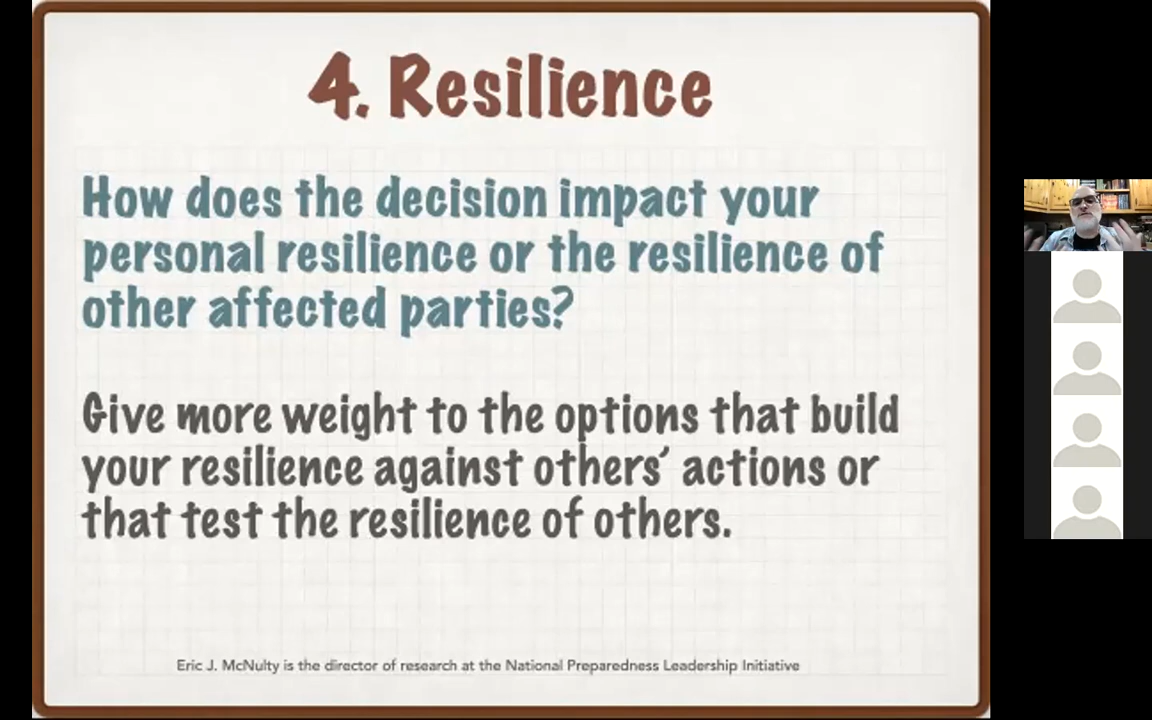 4. Resilience
How does the decision impact your
personal resilience or the resilience of
other affected parties?
Give more weight to the options that build
your resilience against others' actions or
that test the resilience of others.
Eric J. McNulty is the director of research at the National Preparedness Leadership Initiative